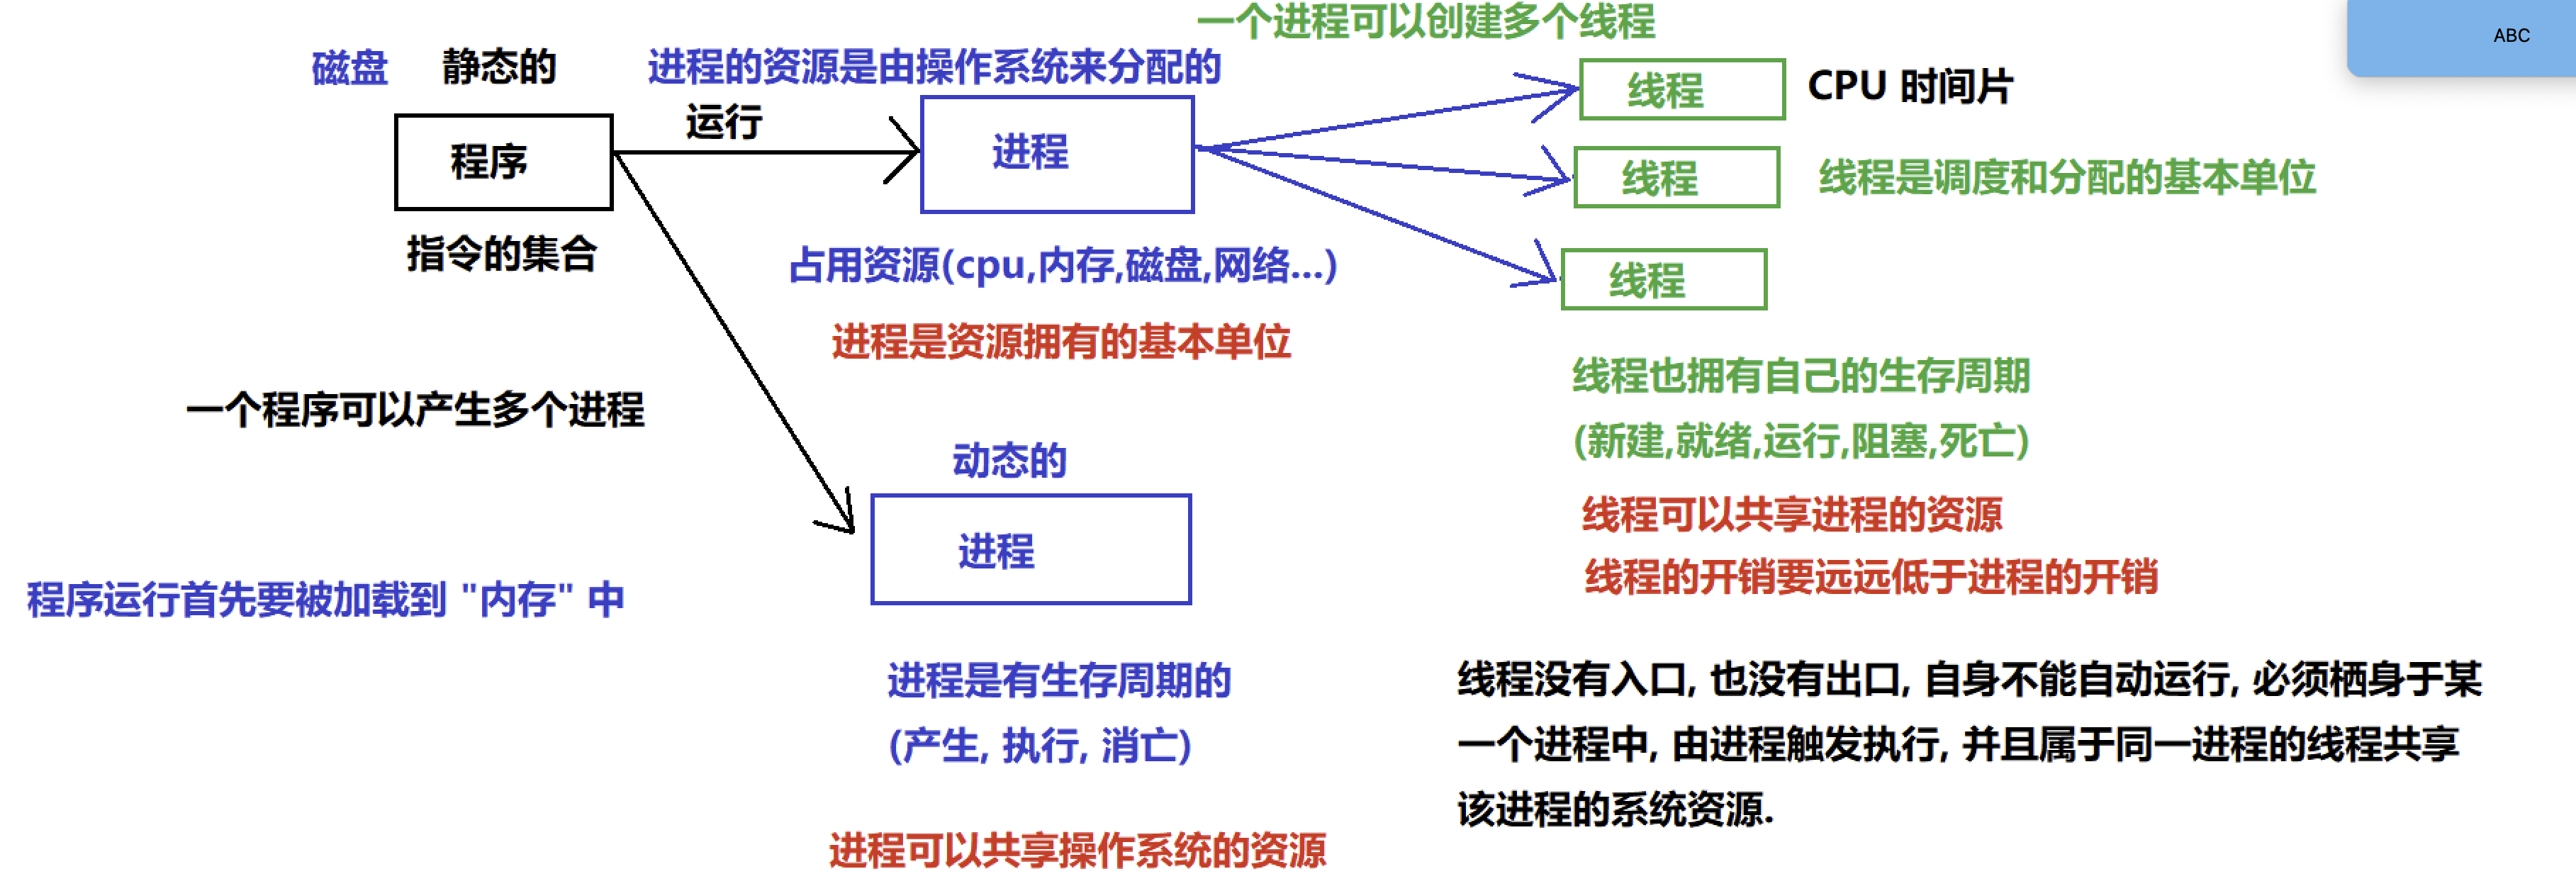 一个进程可以创建多个线程
ABC
磁盘 静态的 进程的资源是由操作系统来分配的
运行
线程 CPU 时间片
程序
进程
线程 线程是调度和分配的基本单位
指令的集合
占用资源(cpu,内存,磁盘,网络...)
线程
进程是资源拥有的基本单位
线程也拥有自己的生存周期
(新建,就绪,运行,阻塞,死亡)
一个程序可以产生多个进程
动态的
进程
线程可以共享进程的资源
线程的开销要远远低于进程的开销
程序运行首先要被加载到 "内存" 中
进程是有生存周期的
(产生, 执行, 消亡)
进程可以共享操作系统的资源
线程没有入口, 也没有出口, 自身不能自动运行, 必须栖身于某
一个进程中, 由进程触发执行, 并且属于同一进程的线程共享
该进程的系统资源.